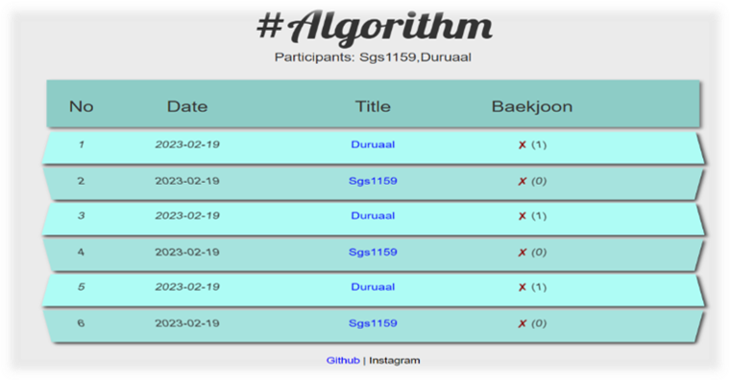 #Algorithm
Participants: Sgs1159,Duruaal
No Date Title Baekjoon
1 2023-02-19 Duruaal ✘ (1)
2 2023-02-19 Sgs1159 ✘ (0)
3 2023-02-19 Duruaal ✘ (1)
4 2023-02-19 Sgs1159 ✘ (0)
5 2023-02-19 Duruaal ✘ (1)
6 2023-02-19 Sgs1159 ✘ (0)
Github | Instagram